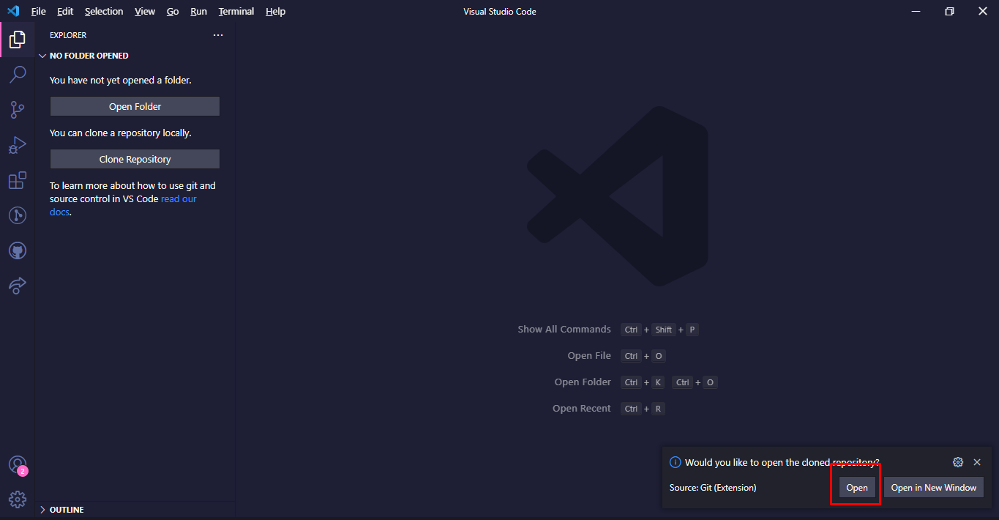 File Edit Selection View Go Run Terminal Help
Visual Studio Code
EXPLORER
NO FOLDER OPENED
You have not yet opened a folder.
Open Folder
You can clone a repository locally.
Clone Repository
To learn more about how to use git and
source control in VS Code read our
docs.
Show All Commands Ctrl + Shift + P
Open File Ctrl + O
Open Folder Ctrl + K Ctrl + O
Open Recent Ctrl + R
2
OUTLINE
Would you like to open the cloned repository?
Source: Git (Extension)
Open
Open in New Window